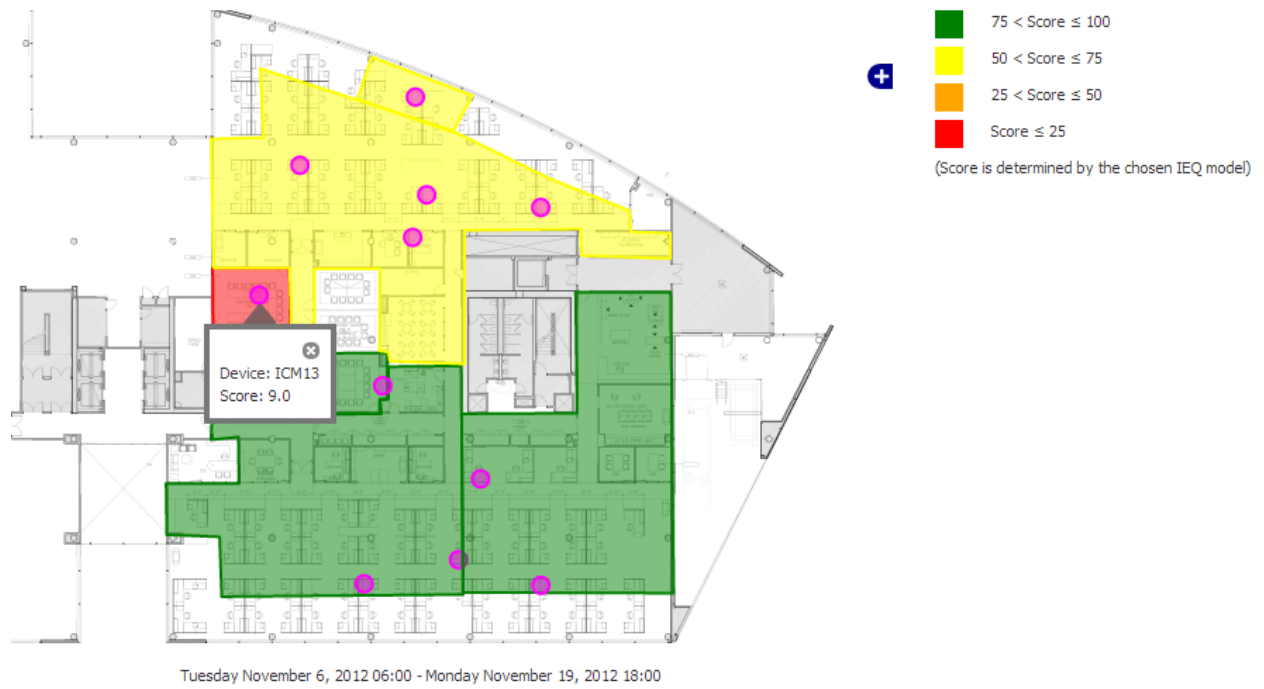 75 < Score ≤ 100
50 < Score ≤ 75
25 < Score ≤ 50
Score ≤ 25
(Score is determined by the chosen IEQ model)
Device: ICM13
Score: 9.0
Tuesday November 6, 2012 06:00 - Monday November 19, 2012 18:00